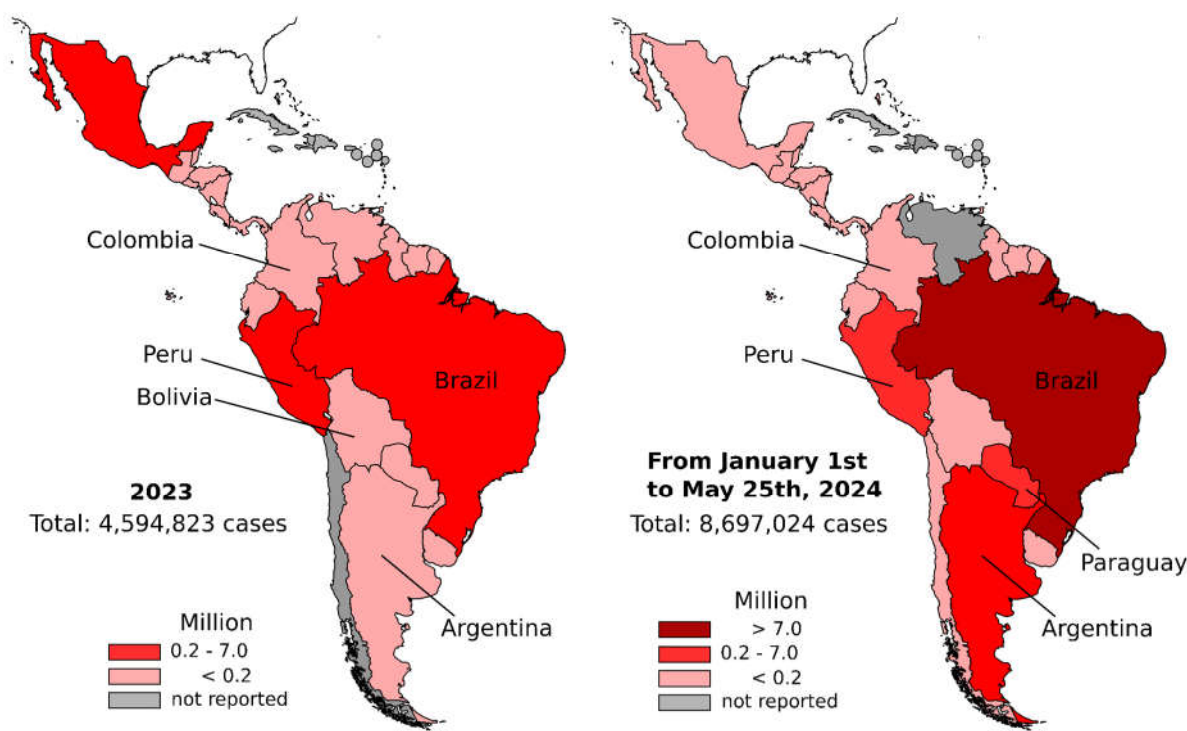 Colombia
Peru
Bolivia
Brazil
2023
Total: 4,594,823 cases
Argentina
Million
0.2 - 7.0
< 0.2
not reported
Colombia
Peru
Brazil
From January 1st
to May 25th, 2024
Total: 8,697,024 cases
Paraguay
Argentina
Million
> 7.0
0.2 - 7.0
< 0.2
not reported